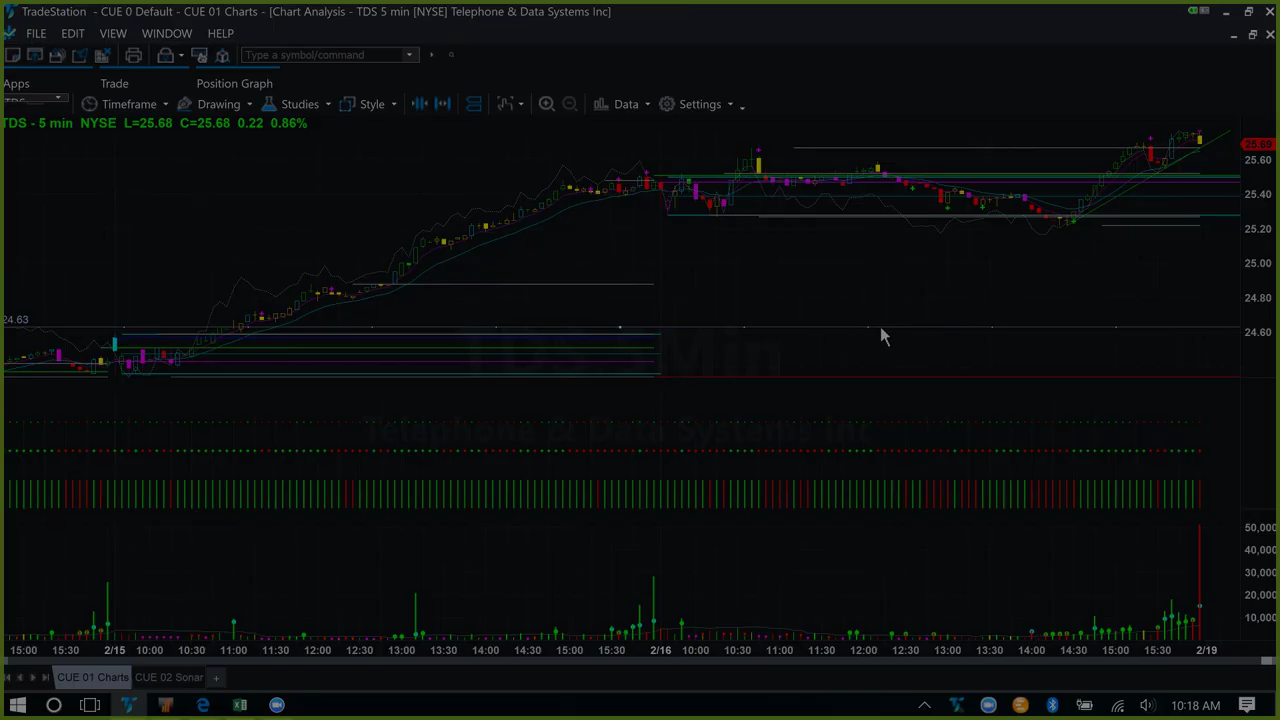 TradeStation - CUE 0 Default - CUE 01 Charts - [Chart Analysis - TDS 5 min [NYSE] Telephone & Data Systems Inc]
FILE EDIT VIEW WINDOW HELP
Type a symbol/command
Apps Trade Position Graph
TDS Timeframe Drawing Studies Style Data Settings
TDS - 5 min NYSE L=25.68 C=25.68 0.22 0.86%
25.69
25.60
25.40
25.20
25.00
24.80
24.63
24.60
Telephone & Data Systems Inc
50,000
40,000
30,000
20,000
10,000
15:00 15:30 2/15 10:00 10:30 11:00 11:30 12:00 12:30 13:00 13:30 14:00 14:30 15:00 15:30 2/16 10:00 10:30 11:00 11:30 12:00 12:30 13:00 13:30 14:00 14:30 15:00 15:30 2/19
CUE 01 Charts CUE 02 Sonar +
10:18 AM